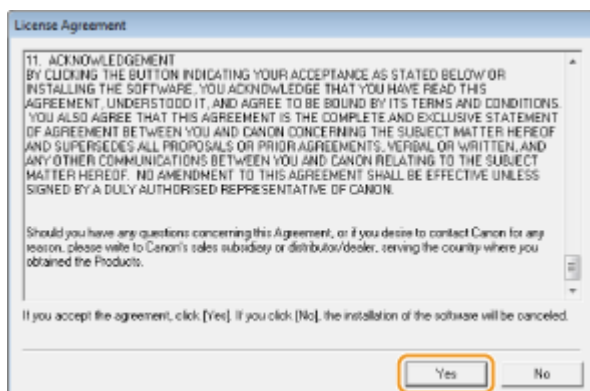 License Agreement
11. ACKNOWLEDGEMENT
BY CLICKING THE BUTTON INDICATING YOUR ACCEPTANCE AS STATED BELOW OR
INSTALLING THE SOFTWARE, YOU ACKNOWLEDGE THAT YOU HAVE READ THIS
AGREEMENT, UNDERSTOOD IT, AND AGREE TO BE BOUND BY ITS TERMS AND CONDITIONS.
YOU ALSO AGREE THAT THIS AGREEMENT IS THE COMPLETE AND EXCLUSIVE STATEMENT
OF AGREEMENT BETWEEN YOU AND CANON CONCERNING THE SUBJECT MATTER HEREOF
AND SUPERSEDES ALL PROPOSALS OR PRIOR AGREEMENTS, VERBAL OR WRITTEN, AND
ANY OTHER COMMUNICATIONS BETWEEN YOU AND CANON RELATING TO THE SUBJECT
MATTER HEREOF. NO AMENDMENT TO THIS AGREEMENT SHALL BE EFFECTIVE UNLESS
SIGNED BY A DULY AUTHORISED REPRESENTATIVE OF CANON.
Should you have any questions concerning this Agreement, or if you desire to contact Canon for any
reason, please write to Canon's sales subsidiary or distributor/dealer, serving the country where you
obtained the Products.
If you accept the agreement, click [Yes]. If you click [No], the installation of the software will be canceled.
Yes
No